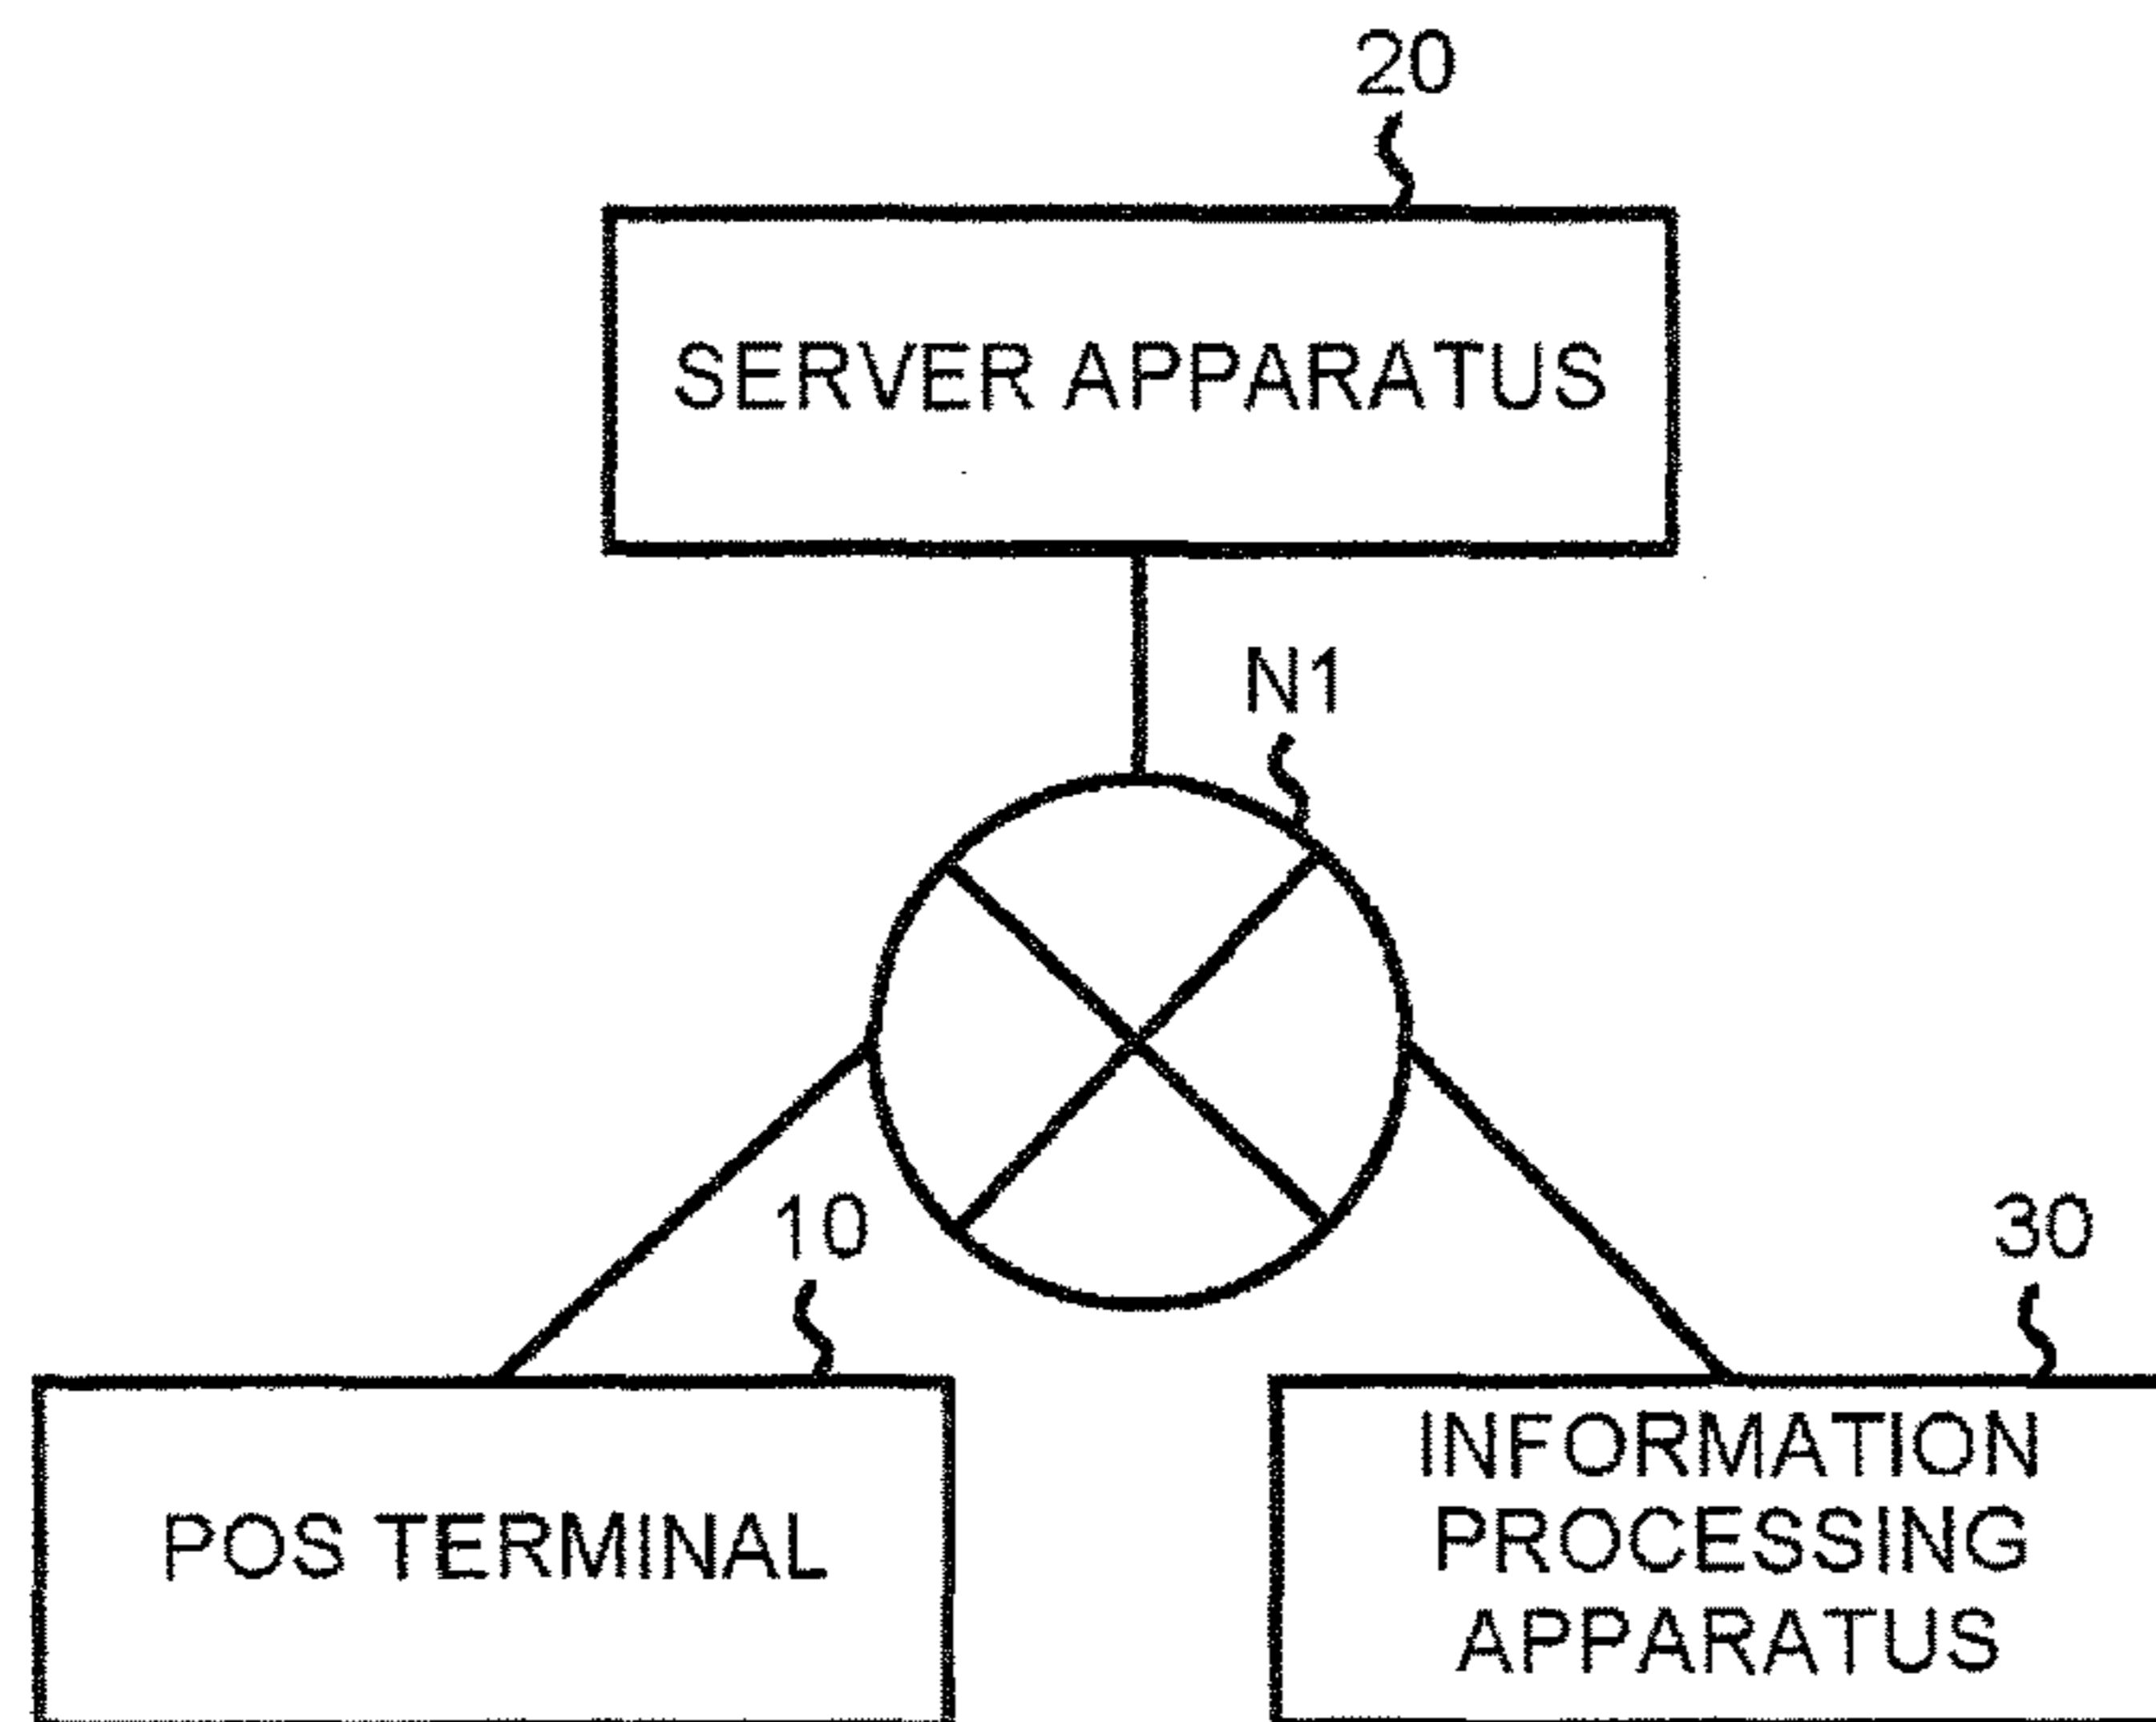 20
SERVER APPARATUS
N1
10
30
POS TERMINAL
INFORMATION
PROCESSING
APPARATUS